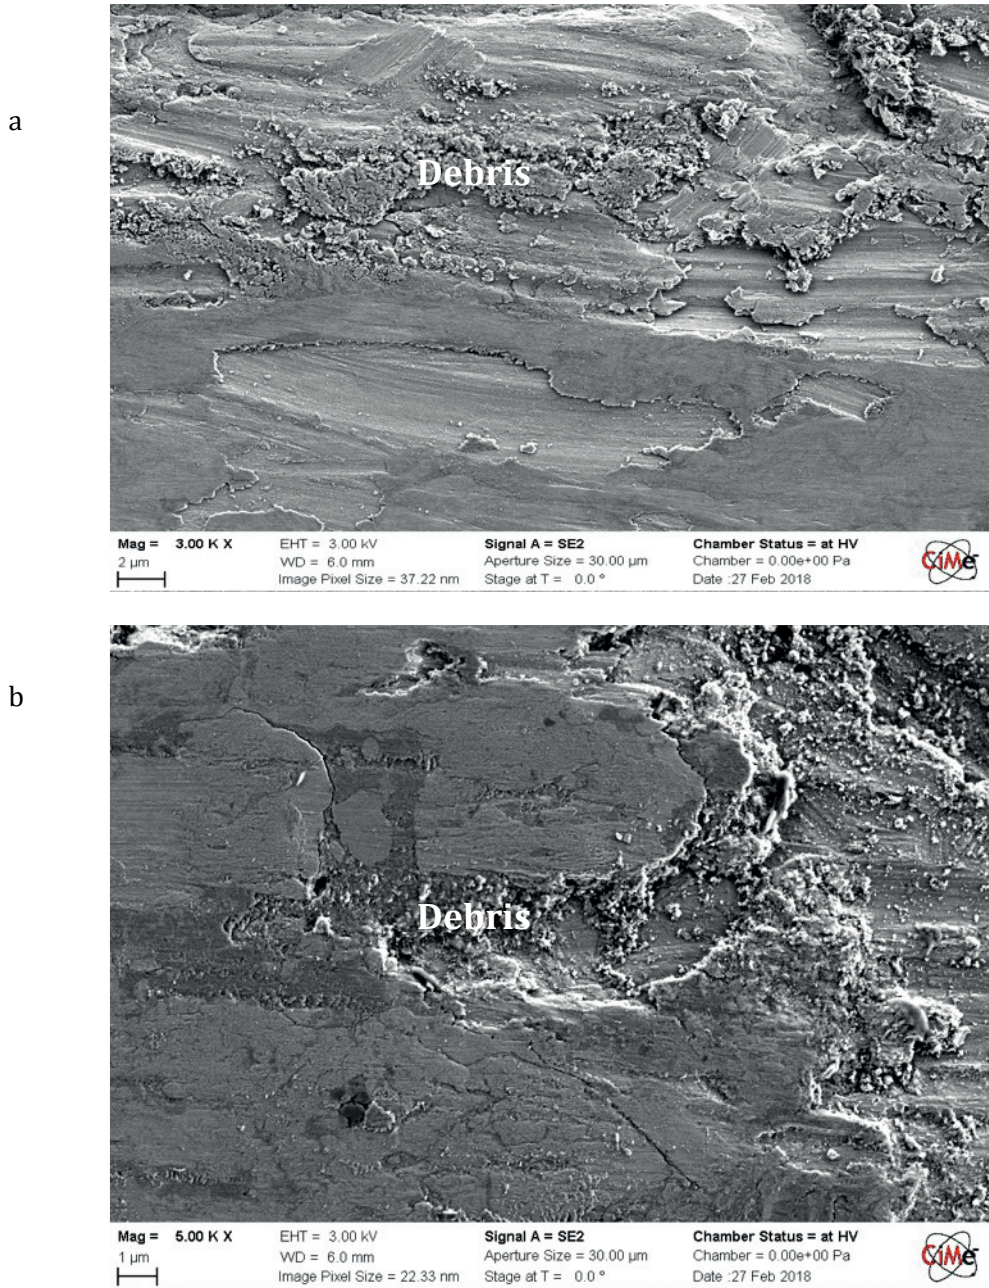 a
Debris
Mag = 3.00 K X EHT = 3.00 kV Signal A = SE2 Chamber Status = at HV
2 µm WD = 6.0 mm Aperture Size = 30.00 µm Chamber = 0.00e+00 Pa
Image Pixel Size = 37.22 nm Stage at T = 0.0 ° Date :27 Feb 2018
CiMe
b
Debris
Mag = 5.00 K X EHT = 3.00 kV Signal A = SE2 Chamber Status = at HV
1 µm WD = 6.0 mm Aperture Size = 30.00 µm Chamber = 0.00e+00 Pa
Image Pixel Size = 22.33 nm Stage at T = 0.0 ° Date :27 Feb 2018
CiMe